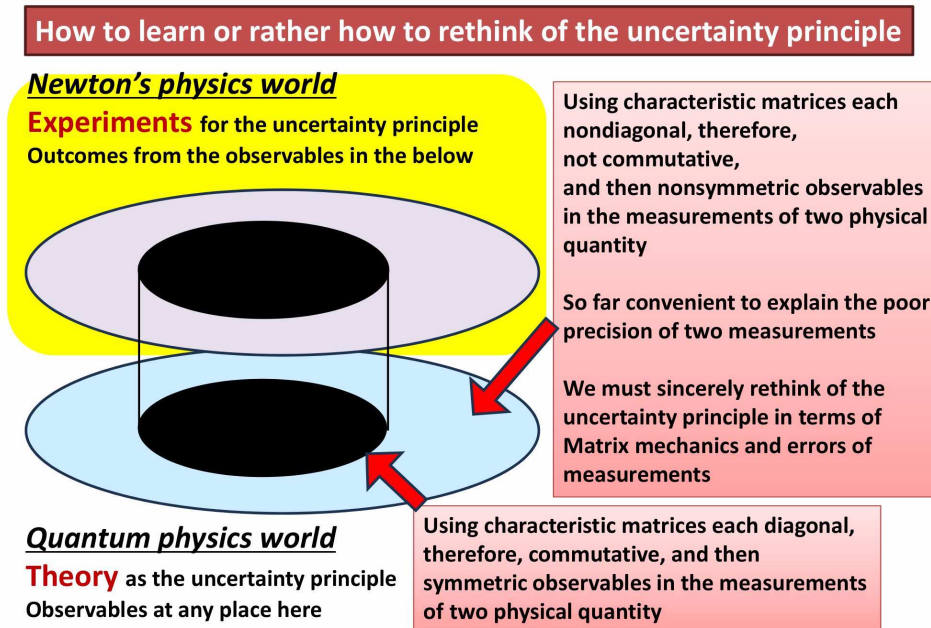 How to learn or rather how to rethink of the uncertainty principle
Newton's physics world
Experiments for the uncertainty principle
Outcomes from the observables in the below
Using characteristic matrices each
nondiagonal, therefore,
not commutative,
and then nonsymmetric observables
in the measurements of two physical
quantity
So far convenient to explain the poor
precision of two measurements
We must sincerely rethink of the
uncertainty principle in terms of
Matrix mechanics and errors of
measurements
Quantum physics world
Theory as the uncertainty principle
Observables at any place here
Using characteristic matrices each diagonal,
therefore, commutative, and then
symmetric observables in the measurements
of two physical quantity